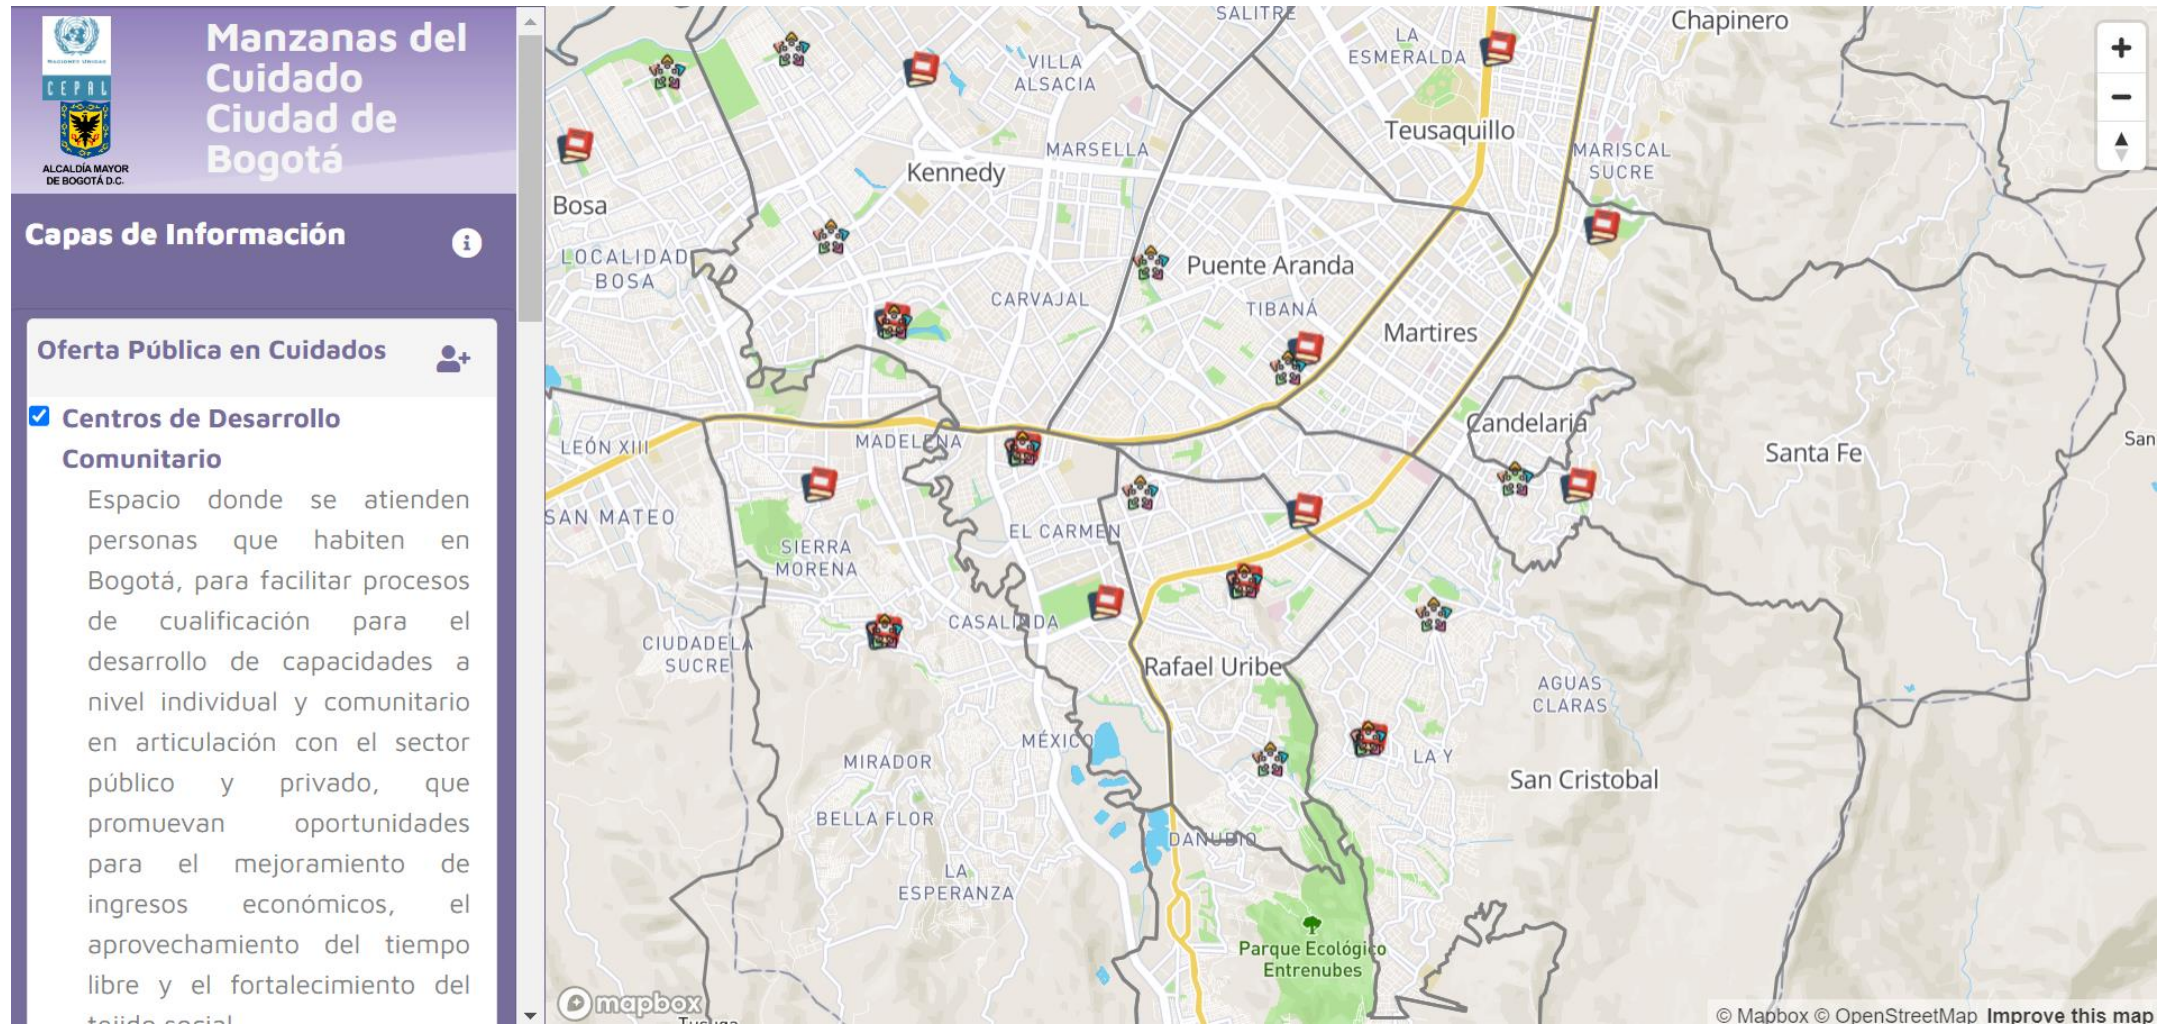 NACIONES UNIDAS
CEPAL
ALCALDÍA MAYOR
DE BOGOTÁ D.C.
Manzanas del
Cuidado
Ciudad de
Bogotá
Capas de Información
i
Oferta Pública en Cuidados
Centros de Desarrollo
Comunitario
Espacio donde se atienden
personas que habiten en
Bogotá, para facilitar procesos
de cualificación para el
desarrollo de capacidades a
nivel individual y comunitario
en articulación con el sector
público y privado, que
promuevan oportunidades
para el mejoramiento de
ingresos económicos, el
aprovechamiento del tiempo
libre y el fortalecimiento del
tejido social
SALITRE
Chapinero
LA
ESMERALDA
VILLA
ALSACIA
Teusaquillo
MARSELLA
MARISCAL
SUCRE
Kennedy
Bosa
LOCALIDAD
BOSA
Puente Aranda
CARVAJAL
TIBANÁ
Martires
Candelaria
LEÓN XIII
MADELENA
Santa Fe
San
SAN MATEO
EL CARMEN
SIERRA
MORENA
CASALINDA
CIUDADELA
SUCRE
Rafael Uribe
AGUAS
CLARAS
MÉXICO
MIRADOR
LA Y
San Cristobal
BELLA FLOR
DANUBIO
LA
ESPERANZA
Parque Ecológico
Entrenubes
mapbox
© Mapbox © OpenStreetMap Improve this map